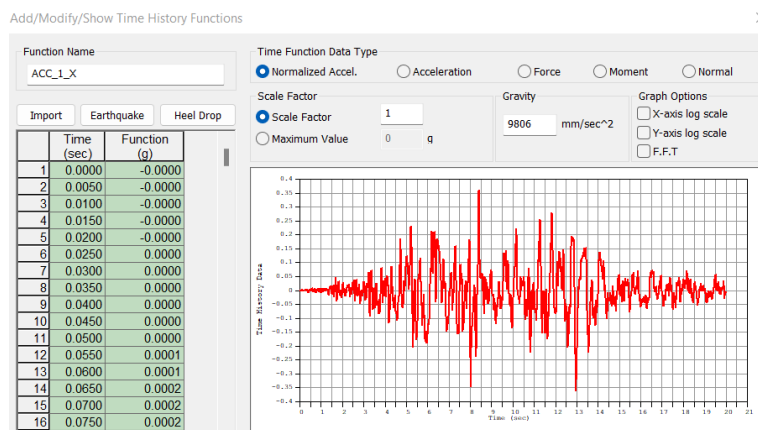 Add/Modify/Show Time History Functions
Function Name
ACC_1_X
Import Earthquake Heel Drop
Time (sec) Function (g)
1 0.0000 -0.0000
2 0.0050 -0.0000
3 0.0100 -0.0000
4 0.0150 -0.0000
5 0.0200 -0.0000
6 0.0250 0.0000
7 0.0300 0.0000
8 0.0350 0.0000
9 0.0400 0.0000
10 0.0450 0.0000
11 0.0500 0.0000
12 0.0550 0.0001
13 0.0600 0.0001
14 0.0650 0.0002
15 0.0700 0.0002
16 0.0750 0.0002
Time Function Data Type
Normalized Accel. Acceleration Force Moment Normal
Scale Factor
Scale Factor 1
Maximum Value 0 g
Gravity
9806 mm/sec^2
Graph Options
X-axis log scale
Y-axis log scale
F.F.T
Time History Data
0.4
0.35
0.3
0.25
0.2
0.15
0.1
0.05
0
-0.05
-0.1
-0.15
-0.2
-0.25
-0.3
-0.35
-0.4
0 1 2 3 4 5 6 7 8 9 10 11 12 13 14 15 16 17 18 19 20 21
Time (sec)